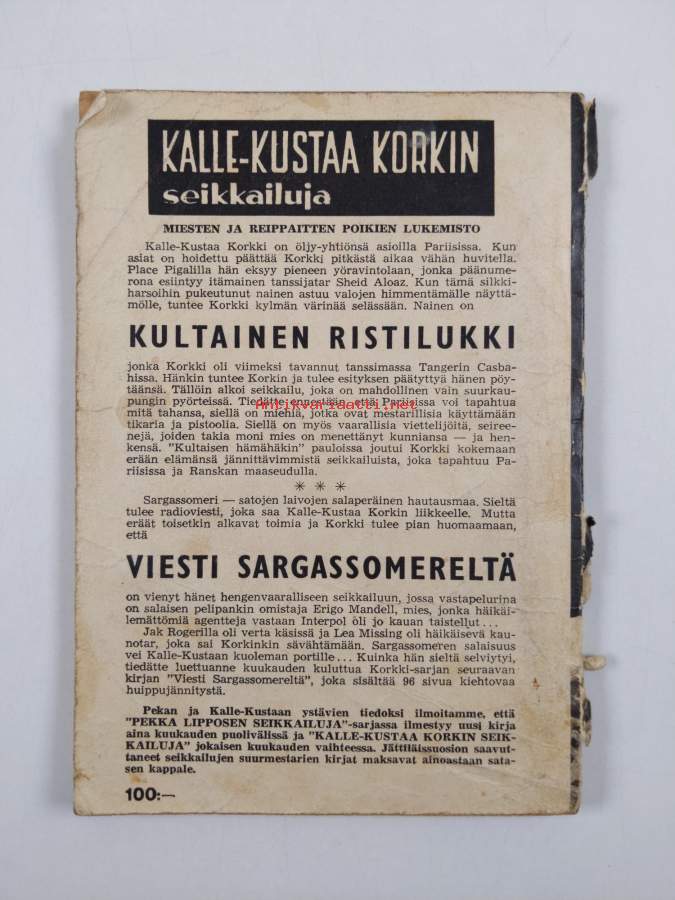 KALLE-KUSTAA KORKIN
seikkailuja
MIESTEN JA REIPPAITTEN POIKIEN LUKEMISTO
Kalle-Kustaa Korkki on öljy-yhtiönsä asioilla Pariisissa. Kun
asiat on hoidettu päättää Korkki pitkästä aikaa vähän huvitella.
Place Pigalilla hän eksyy pieneen yöravintolaan, jonka päänume-
rona esiintyy itämainen tanssijatar Sheid Aloaz. Kun tämä silkki-
harsoihin pukeutunut nainen astuu valojen himmentämälle näyttä-
mölle, tuntee Korkki kylmän värinää selässään. Nainen on
KULTAINEN RISTILUKKI
jonka Korkki oli viimeksi tavannut tanssimassa Tangerin Casba-
hissa. Hänkin tuntee Korkin ja tulee esityksen päätyttyä hänen pöy-
täänsä. Tällöin alkoi seikkailu, joka on mahdollinen vain suurkau-
pungin pyörteissä. Tiedätte ennestään, että Pariisissa voi tapahtua
mitä tahansa, siellä on miehiä, jotka ovat mestarillisia käyttämään
tikaria ja pistoolia. Siellä on myös vaarallisia viettelijöitä, seiree-
nejä, joiden takia moni mies on menettänyt kunniansa — ja hen-
kensä. "Kultaisen hämähäkin" pauloissa joutui Korkki kokemaan
erään elämänsä jännittävimmistä seikkailuista, joka tapahtuu Pa-
riisissa ja Ranskan maaseudulla.
* * *
Sargassomeri — satojen laivojen salaperäinen hautausmaa. Sieltä
tulee radioviesti, joka saa Kalle-Kustaa Korkin liikkeelle. Mutta
eräät toisetkin alkavat toimia ja Korkki tulee pian huomaamaan,
että
VIESTI SARGASSOMERELTÄ
on vienyt hänet hengenvaaralliseen seikkailuun, jossa vastapelurina
on salaisen pelipankin omistaja Erigo Mandell, mies, jonka häikäi-
lemättömiä agentteja vastaan Interpol oli jo kauan taistellut...
Jak Rogerilla oli verta käsissä ja Lea Missing oli häikäisevä kau-
notar, joka sai Korkinkin sävähtämään. Sargassomeren salaisuus
vei Kalle-Kustaan kuoleman portille... Kuinka hän sieltä selviytyi,
tiedätte luettuanne kuukauden kuluttua Korkki-sarjan seuraavan
kirjan "Viesti Sargassomereltä", joka sisältää 96 sivua kiehtovaa
huippujännitystä.
Pekan ja Kalle-Kustaan ystävien tiedoksi ilmoitamme, että
"PEKKA LIPPOSEN SEIKKAILUJA"-sarjassa ilmestyy uusi kirja
aina kuukauden puolivälissä ja "KALLE-KUSTAA KORKIN SEIK-
KAILUJA" jokaisen kuukauden vaihteessa. Jättiläissuosion saavut-
taneet seikkailujen suurmestarien kirjat maksavat ainoastaan sata-
sen kappale.
100:—
Antikvariaatti.net